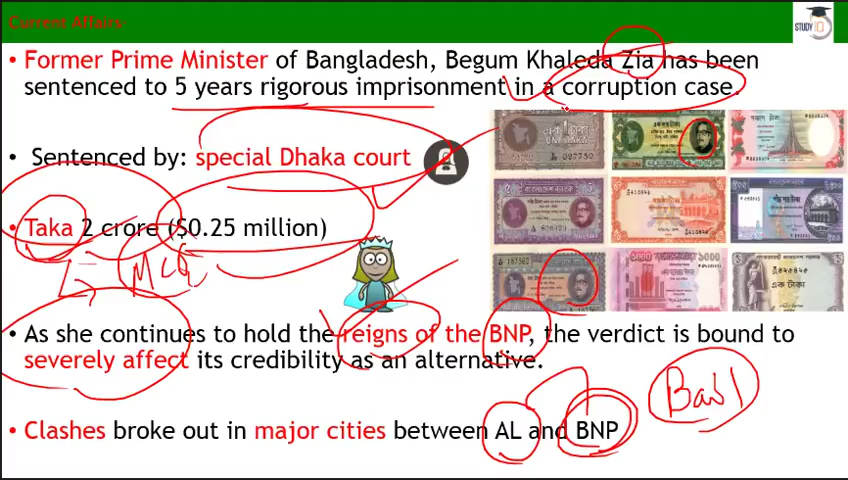 Current Affairs-
STUDY IQ
• Former Prime Minister of Bangladesh, Begum Khaleda Zia has been
sentenced to 5 years rigorous imprisonment in a corruption case.
• Sentenced by: special Dhaka court
• Taka 2 crore ($0.25 million)
MCQ
• As she continues to hold the reigns of the BNP, the verdict is bound to
severely affect its credibility as an alternative.
Bail
• Clashes broke out in major cities between AL and BNP